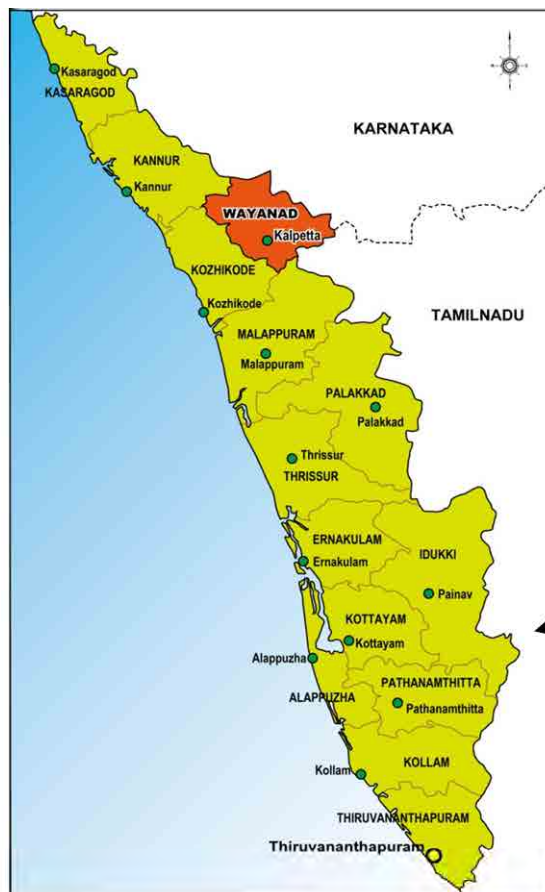 Kasaragod
KASARAGOD
KARNATAKA
KANNUR
Kannur
WAYANAD
Kalpetta
KOZHIKODE
Kozhikode
TAMILNADU
MALAPPURAM
Malappuram
PALAKKAD
Palakkad
Thrissur
THRISSUR
ERNAKULAM
Ernakulam
IDUKKI
Painav
KOTTAYAM
Kottayam
Alappuzha
PATHANAMTHITTA
ALAPPUZHA
Pathanamthitta
KOLLAM
Kollam
THIRUVANANTHAPURAM
Thiruvananthapuram